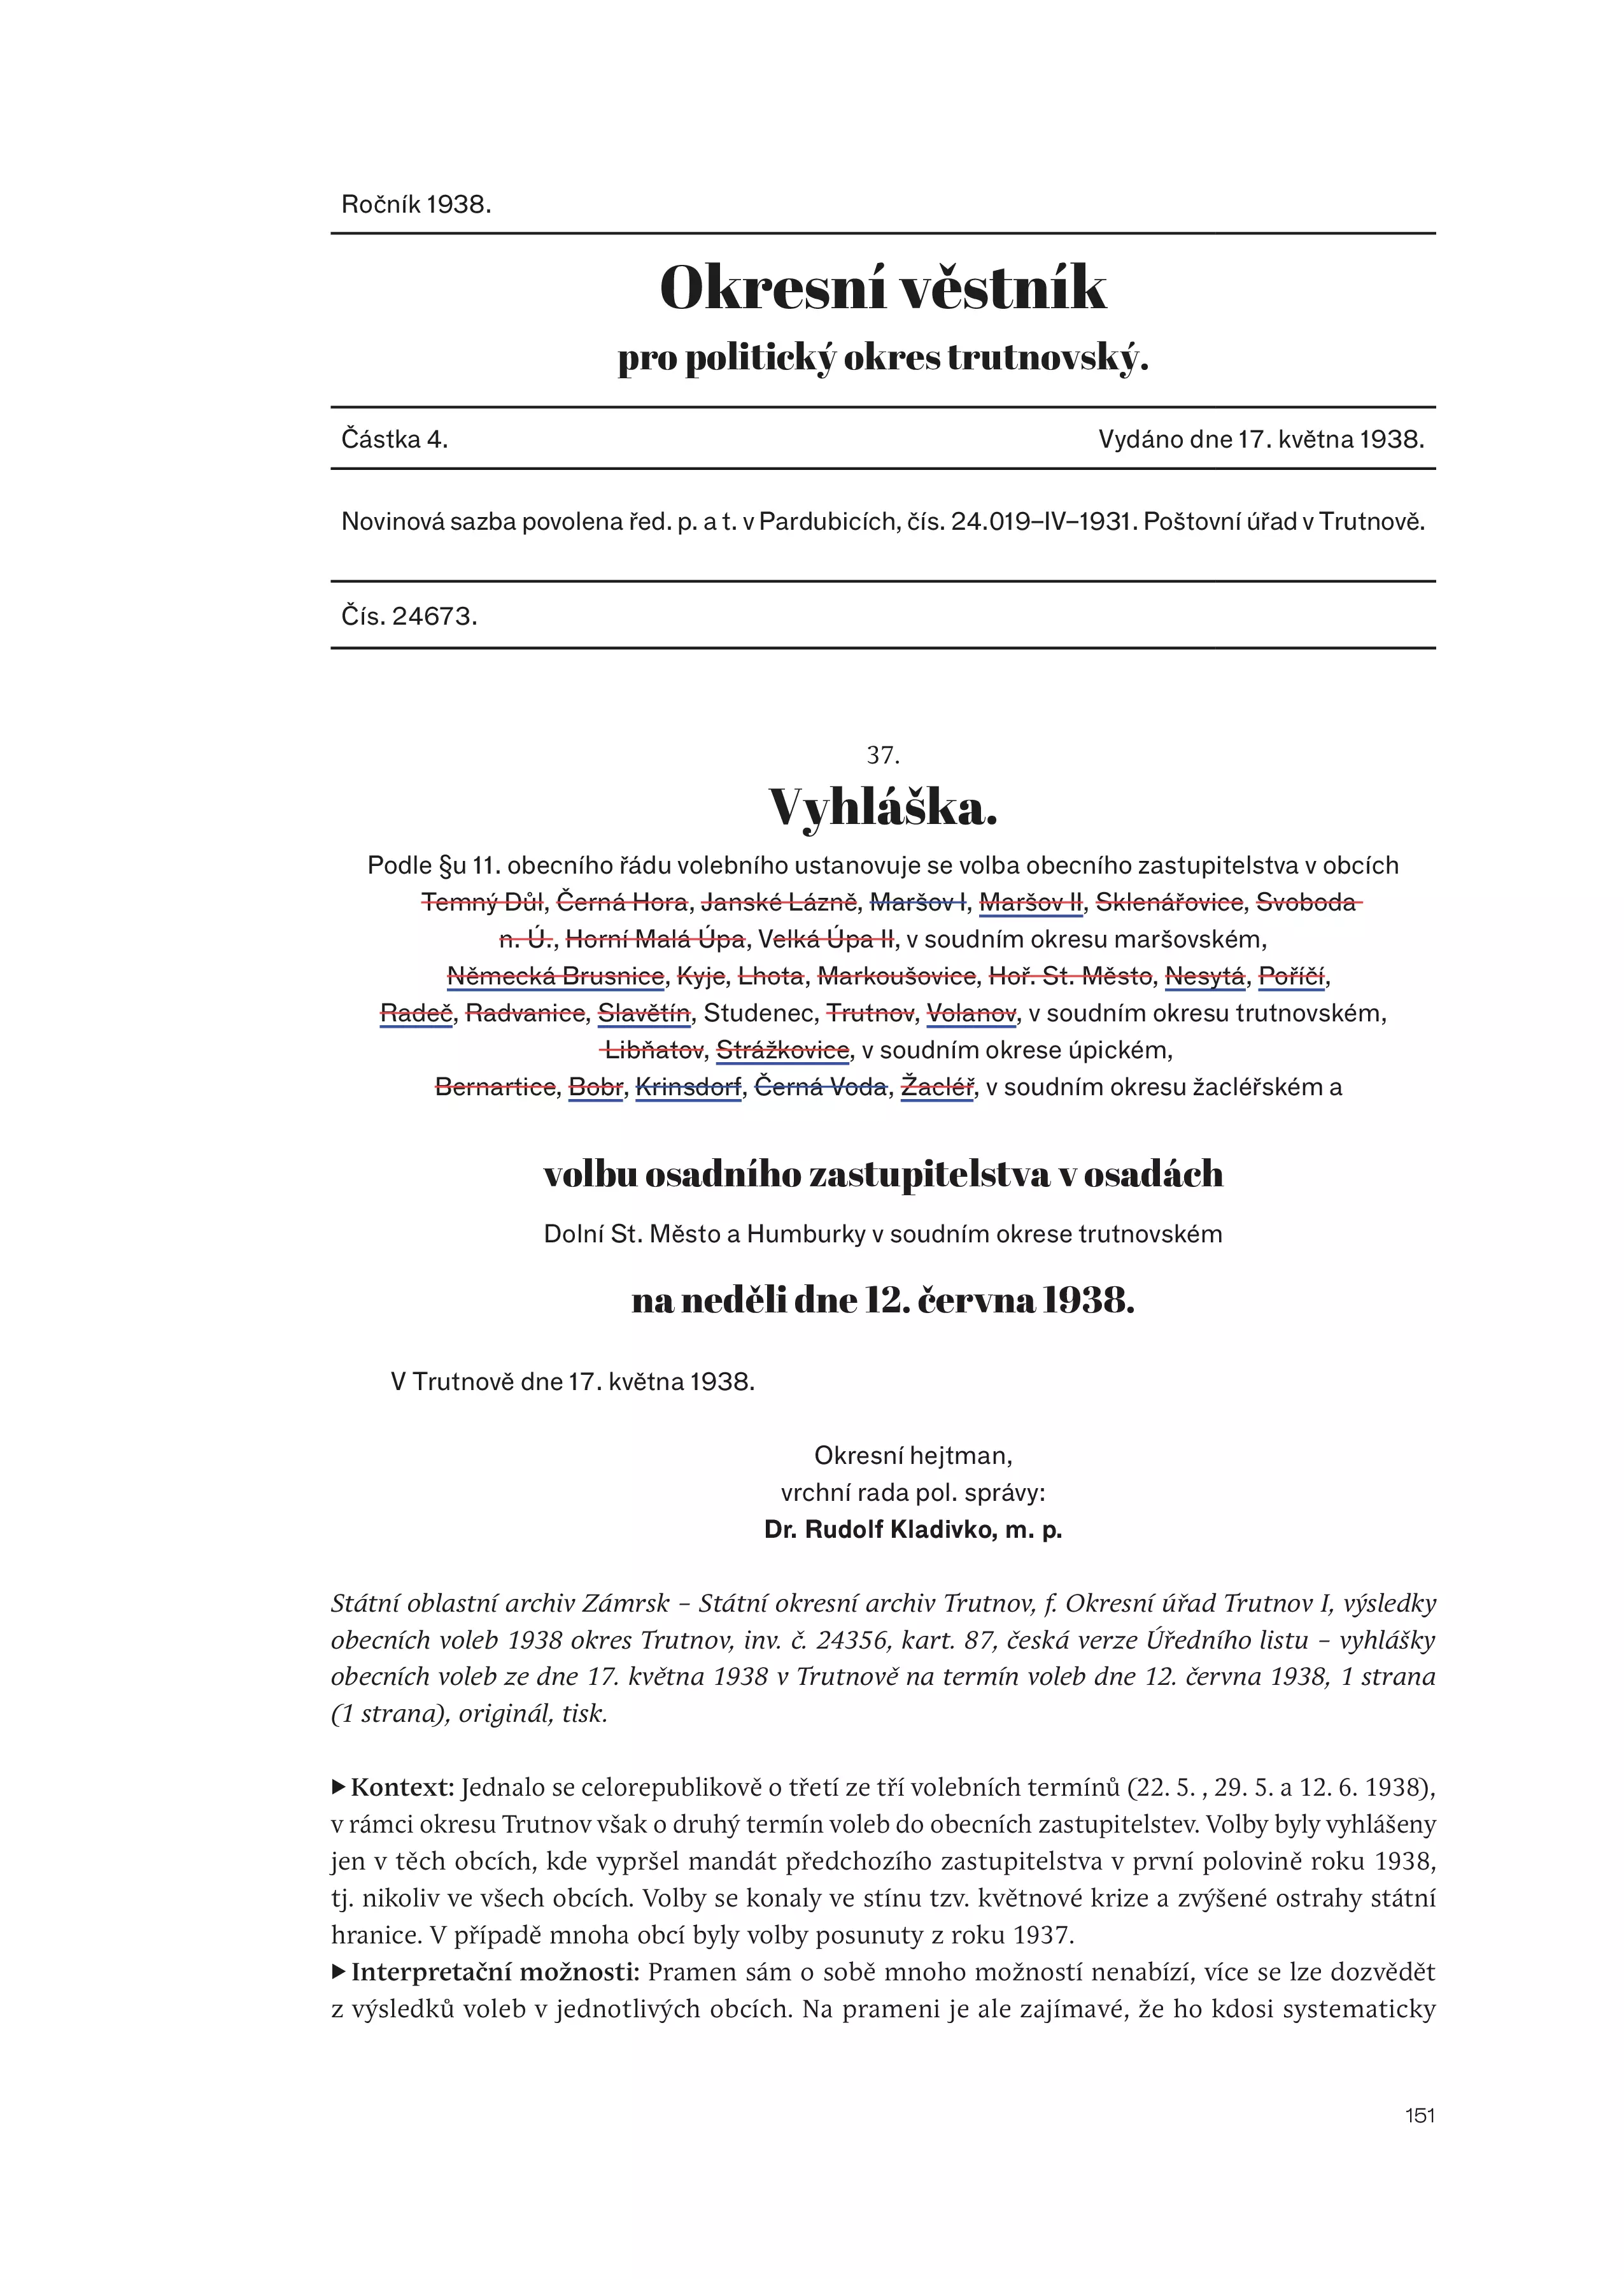 Ročník 1938.
Okresní věstník
pro politický okres trutnovský.
Částka 4. Vydáno dne 17. května 1938.
Novinová sazba povolena řed. p. a t. v Pardubicích, čís. 24.019–IV–1931. Poštovní úřad v Trutnově.
Čís. 24673.
37.
Vyhláška.
Podle §u 11. obecního řádu volebního ustanovuje se volba obecního zastupitelstva v obcích
Temný Důl, Černá Hora, Janské Lázně, Maršov I, Maršov II, Sklenářovice, Svoboda
n. Ú., Horní Malá Úpa, Velká Úpa II, v soudním okresu maršovském,
Německá Brusnice, Kyje, Lhota, Markoušovice, Hoř. St. Město, Nesytá, Poříčí,
Radeč, Radvanice, Slavětín, Studenec, Trutnov, Volanov, v soudním okresu trutnovském,
Libňatov, Strážkovice, v soudním okrese úpickém,
Bernartice, Bobr, Krinsdorf, Černá Voda, Žacléř, v soudním okresu žacléřském a
volbu osadního zastupitelstva v osadách
Dolní St. Město a Humburky v soudním okrese trutnovském
na neděli dne 12. června 1938.
V Trutnově dne 17. května 1938.
Okresní hejtman,
vrchní rada pol. správy:
Dr. Rudolf Kladivko, m. p.
Státní oblastní archiv Zámrsk – Státní okresní archiv Trutnov, f. Okresní úřad Trutnov I, výsledky
obecních voleb 1938 okres Trutnov, inv. č. 24356, kart. 87, česká verze Úředního listu – vyhlášky
obecních voleb ze dne 17. května 1938 v Trutnově na termín voleb dne 12. června 1938, 1 strana
(1 strana), originál, tisk.
▶ Kontext: Jednalo se celorepublikově o třetí ze tří volebních termínů (22. 5. , 29. 5. a 12. 6. 1938),
v rámci okresu Trutnov však o druhý termín voleb do obecních zastupitelstev. Volby byly vyhlášeny
jen v těch obcích, kde vypršel mandát předchozího zastupitelstva v první polovině roku 1938,
tj. nikoliv ve všech obcích. Volby se konaly ve stínu tzv. květnové krize a zvýšené ostrahy státní
hranice. V případě mnoha obcí byly volby posunuty z roku 1937.
▶ Interpretační možnosti: Pramen sám o sobě mnoho možností nenabízí, více se lze dozvědět
z výsledků voleb v jednotlivých obcích. Na prameni je ale zajímavé, že ho kdosi systematicky
151